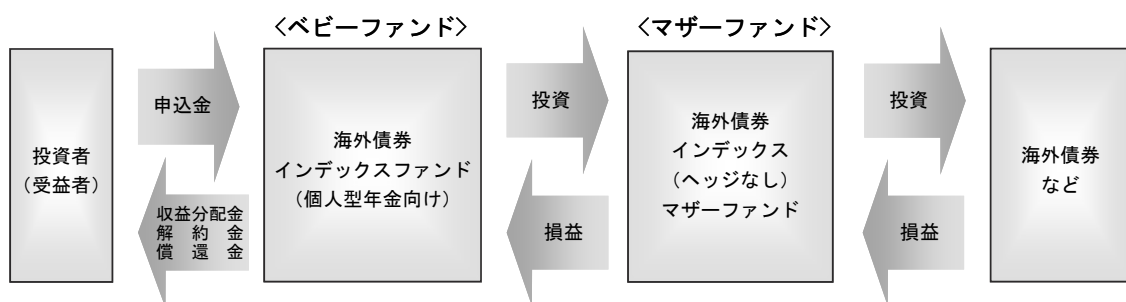 〈ベビーファンド〉
〈マザーファンド〉
投資者
（受益者）
申込金
収益分配金
解約金
償還金
海外債券
インデックスファンド
（個人型年金向け）
投資
損益
海外債券
インデックス
（ヘッジなし）
マザーファンド
投資
損益
海外債券
など